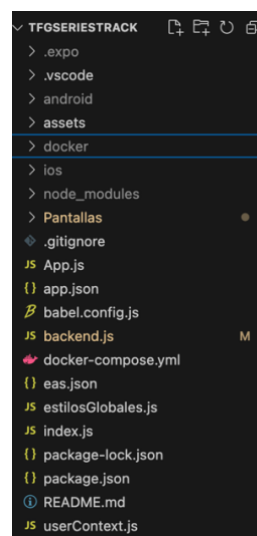 TFGSERIESTRACK
.expo
.vscode
android
assets
docker
ios
node_modules
Pantallas
.gitignore
JS App.js
{} app.json
babel.config.js
JS backend.js M
docker-compose.yml
{} eas.json
JS estilosGlobales.js
JS index.js
{} package-lock.json
{} package.json
README.md
JS userContext.js